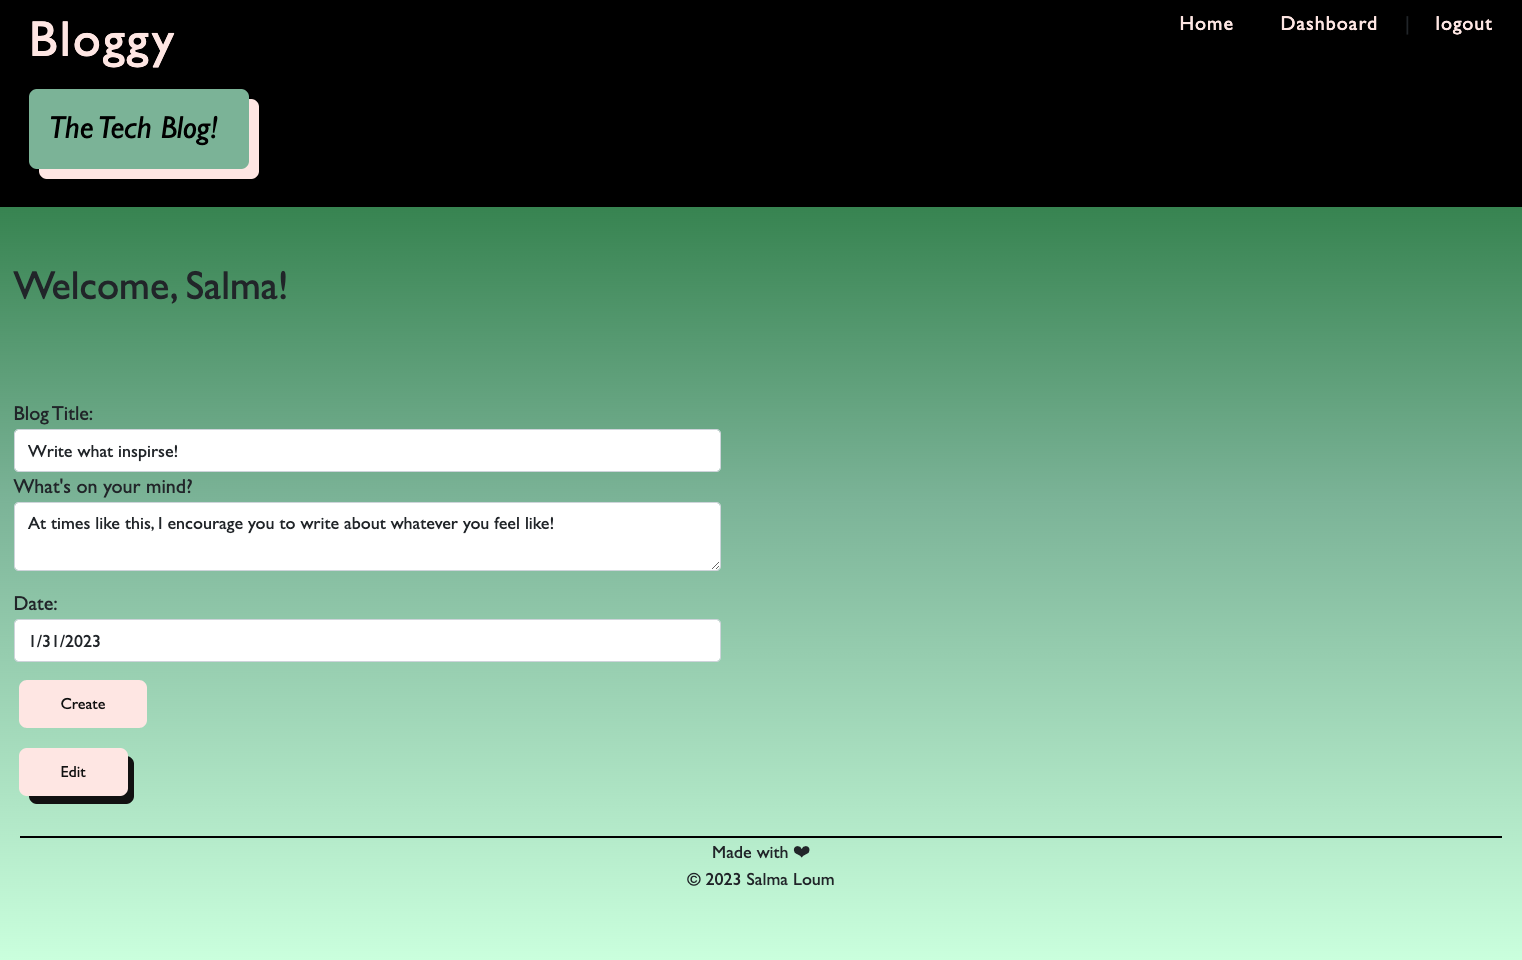 Bloggy
Home Dashboard | logout
The Tech Blog!
Welcome, Salma!
Blog Title:
Write what inspirse!
What's on your mind?
At times like this, I encourage you to write about whatever you feel like!
Date:
1/31/2023
Create
Edit
Made with ❤
© 2023 Salma Loum